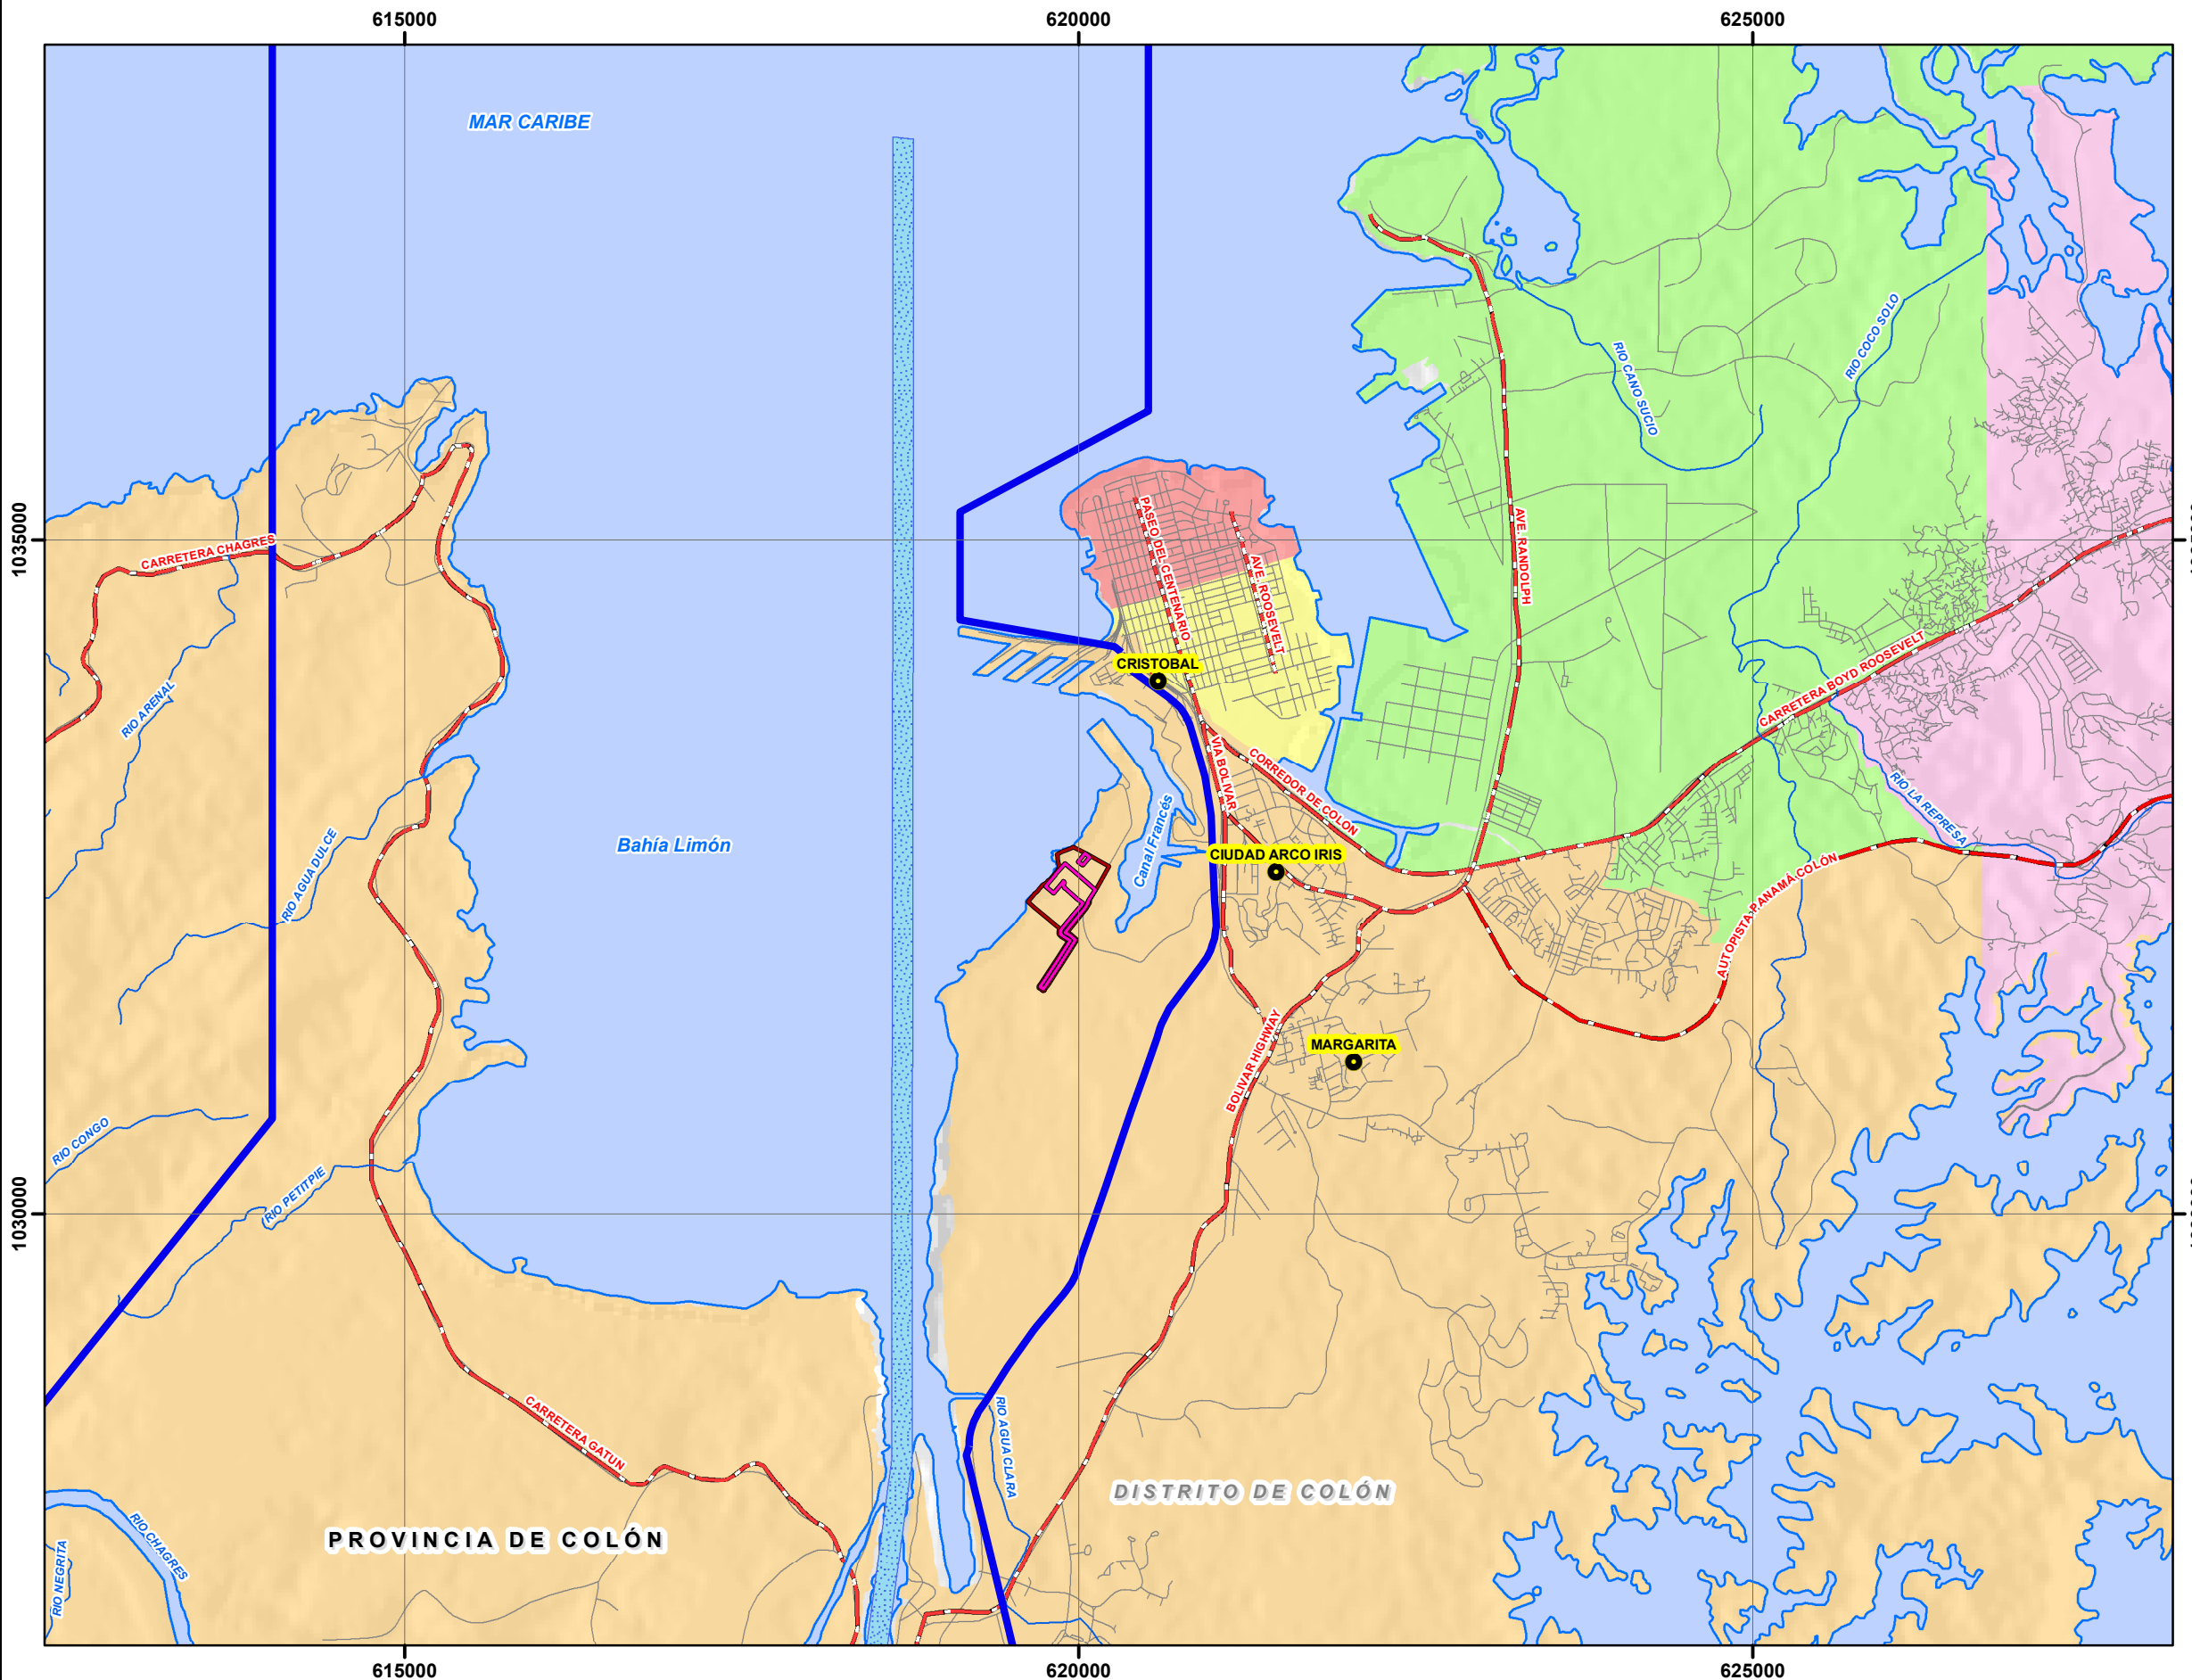 615000
620000
625000
MAR CARIBE
RIO COCO SOLO
RIO CANO SUCIO
1035000
CARRETERA CHAGRES
PASEO DEL CENTENARIO
AVE. ROOSEVELT
AVE. RANDOLPH
CRISTOBAL
CARRETERA BOYD ROOSEVELT
RIO ARENAL
VIA BOLIVAR
CORREDOR DE COLON
RIO LA REPRESA
Bahía Limón
Canal Francés
CIUDAD ARCO IRIS
RIO AGUA DULCE
AUTOPISTA PANAMÁ COLÓN
MARGARITA
BOLIVAR HIGHWAY
RIO CONGO
RIO PETITPIE
1030000
CARRETERA GATUN
RIO AGUA CLARA
DISTRITO DE COLÓN
PROVINCIA DE COLÓN
RIO CHAGRES
RIO NEGRITA
615000
620000
625000